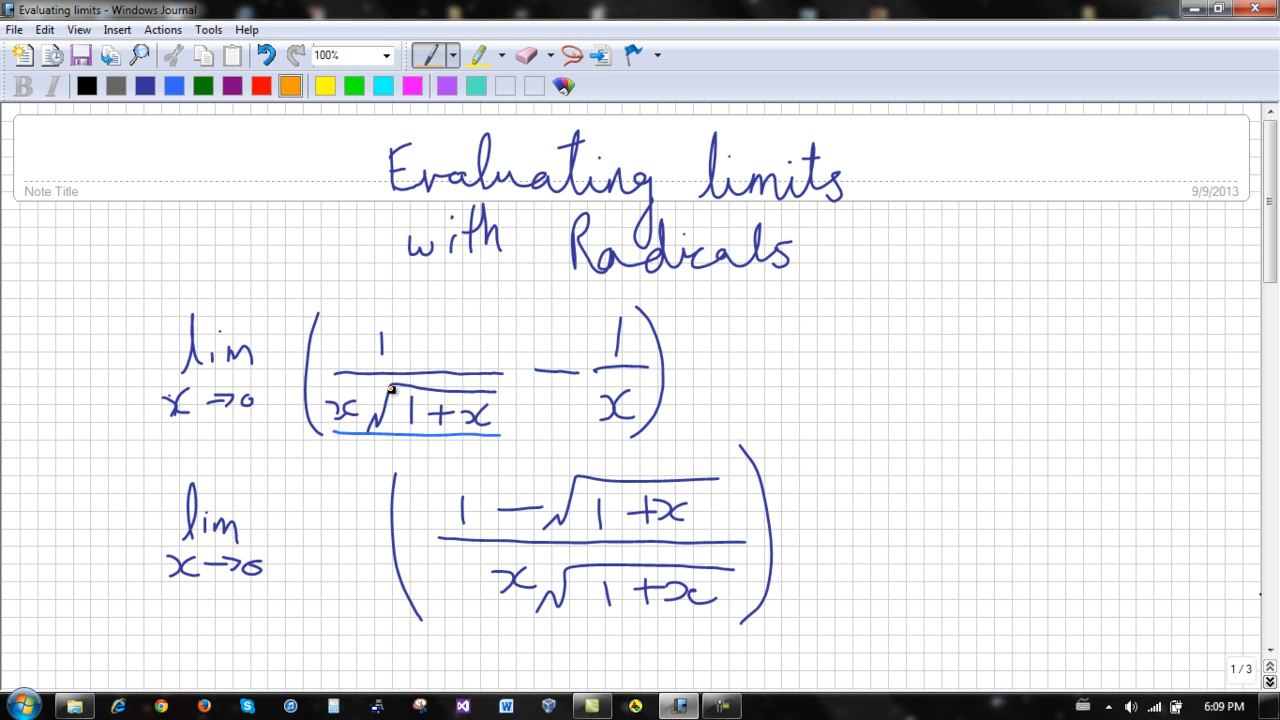 Evaluating limits - Windows Journal
File Edit View Insert Actions Tools Help
100%
B I
Evaluating limits
Note Title 9/9/2013
with Radicals
lim x→0 ( 1 / x√(1+x) − 1 / x )
lim x→0 ( 1 − √(1+x) / x√(1+x) )
1 / 3
6:09 PM